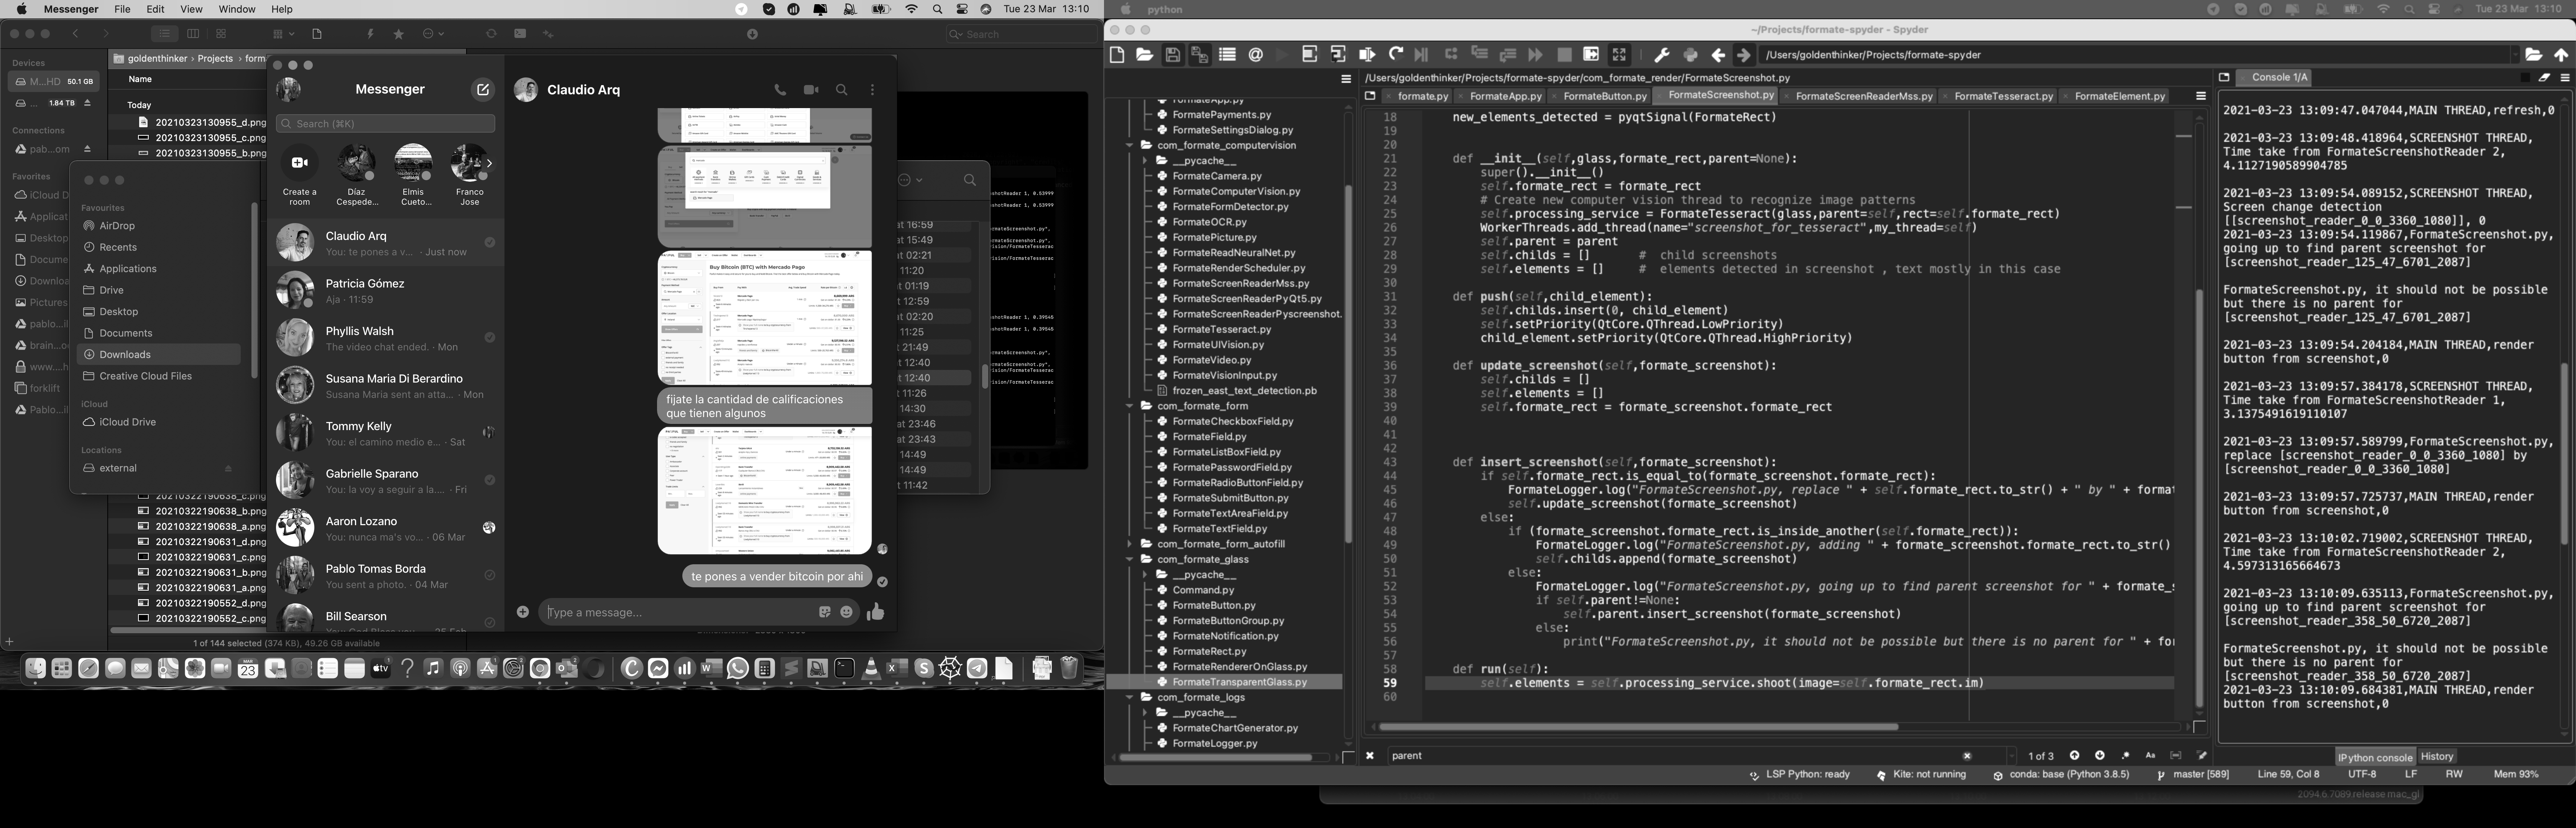 Messenger File Edit View Window Help
Tue 23 Mar 13:10
Search
Devices
M...HD 50.1 GB
... 1.84 TB
Connections
pab...om
Favorites
iCloud D
Applicat
Desktop
Docume
Downloa
Pictures
pablo...il
brain...o
www....h
forklift
Pablo...il
goldenthinker › Projects › form
Name
Today
20210323130955_d.png
20210323130955_c.png
20210323130955_b.png
20210322190638_c.png
20210322190638_b.png
20210322190638_a.png
20210322190631_d.png
20210322190631_c.png
20210322190631_b.png
20210322190631_a.png
20210322190552_d.png
20210322190552_c.png
1 of 144 selected (374 KB), 49.26 GB available
Favourites
AirDrop
Recents
Applications
Drive
Desktop
Documents
Downloads
Creative Cloud Files
iCloud
iCloud Drive
Locations
external
Messenger
Search (⌘K)
Create a room
Díaz Cespede...
Elmis Cueto...
Franco Jose
Claudio Arq
You: te pones a v... · Just now
Patricia Gómez
Aja · 11:59
Phyllis Walsh
The video chat ended. · Mon
Susana Maria Di Berardino
Susana Maria sent an atta... · Mon
Tommy Kelly
You: el camino medio e... · Sat
Gabrielle Sparano
You: la voy a seguir a la.... · Fri
Aaron Lozano
You: nunca ma's vo... · 06 Mar
Pablo Tomas Borda
You sent a photo. · 04 Mar
Bill Searson
Claudio Arq
Buy Bitcoin (BTC) with Mercado Pago
fijate la cantidad de calificaciones
que tienen algunos
te pones a vender bitcoin por ahi
Type a message...
at 16:59
at 15:49
at 02:21
11:20
at 01:19
12:59
at 02:20
11:25
at 21:49
12:40
12:40
11:26
14:30
at 23:46
at 23:43
14:49
14:49
11:42
python
Tue 23 Mar 13:10
~/Projects/formate-spyder - Spyder
/Users/goldenthinker/Projects/formate-spyder
/Users/goldenthinker/Projects/formate-spyder/com_formate_render/FormateScreenshot.py
formate.py FormateApp.py FormateButton.py FormateScreenshot.py FormateScreenReaderMss.py FormateTesseract.py FormateElement.py
FormateApp.py
FormatePayments.py
FormateSettingsDialog.py
com_formate_computervision
__pycache__
FormateCamera.py
FormateComputerVision.py
FormateFormDetector.py
FormateOCR.py
FormatePicture.py
FormateReadNeuralNet.py
FormateRenderScheduler.py
FormateScreenReaderMss.py
FormateScreenReaderPyQt5.py
FormateScreenReaderPyscreenshot.
FormateTesseract.py
FormateUIVision.py
FormateVideo.py
FormateVisionInput.py
frozen_east_text_detection.pb
com_formate_form
FormateCheckboxField.py
FormateField.py
FormateListBoxField.py
FormatePasswordField.py
FormateRadioButtonField.py
FormateSubmitButton.py
FormateTextAreaField.py
FormateTextField.py
com_formate_form_autofill
com_formate_glass
__pycache__
Command.py
FormateButton.py
FormateButtonGroup.py
FormateNotification.py
FormateRect.py
FormateRendererOnGlass.py
FormateTransparentGlass.py
com_formate_logs
__pycache__
FormateChartGenerator.py
FormateLogger.py
18 new_elements_detected = pyqtSignal(FormateRect)
19
20
21 def __init__(self,glass,formate_rect,parent=None):
22 super().__init__()
23 self.formate_rect = formate_rect
24 # Create new computer vision thread to recognize image patterns
25 self.processing_service = FormateTesseract(glass,parent=self,rect=self.formate_rect)
26 WorkerThreads.add_thread(name="screenshot_for_tesseract",my_thread=self)
27 self.parent = parent
28 self.childs = [] # child screenshots
29 self.elements = [] # elements detected in screenshot , text mostly in this case
30
31 def push(self,child_element):
32 self.childs.insert(0, child_element)
33 self.setPriority(QtCore.QThread.LowPriority)
34 child_element.setPriority(QtCore.QThread.HighPriority)
35
36 def update_screenshot(self,formate_screenshot):
37 self.childs = []
38 self.elements = []
39 self.formate_rect = formate_screenshot.formate_rect
40
41
42
43 def insert_screenshot(self,formate_screenshot):
44 if self.formate_rect.is_equal_to(formate_screenshot.formate_rect):
45 FormateLogger.log("FormateScreenshot.py, replace " + self.formate_rect.to_str() + " by " + format
46 self.update_screenshot(formate_screenshot)
47 else:
48 if (formate_screenshot.formate_rect.is_inside_another(self.formate_rect)):
49 FormateLogger.log("FormateScreenshot.py, adding " + formate_screenshot.formate_rect.to_str()
50 self.childs.append(formate_screenshot)
51 else:
52 FormateLogger.log("FormateScreenshot.py, going up to find parent screenshot for " + formate_s
53 if self.parent!=None:
54 self.parent.insert_screenshot(formate_screenshot)
55 else:
56 print("FormateScreenshot.py, it should not be possible but there is no parent for " + for
57
58 def run(self):
59 self.elements = self.processing_service.shoot(image=self.formate_rect.im)
60
parent
1 of 3
Console 1/A
2021-03-23 13:09:47.047044,MAIN THREAD,refresh,0
2021-03-23 13:09:48.418964,SCREENSHOT THREAD,
Time take from FormateScreenshotReader 2,
4.1127190589904785
2021-03-23 13:09:54.089152,SCREENSHOT THREAD,
Screen change detection
[[screenshot_reader_0_0_3360_1080]], 0
2021-03-23 13:09:54.119867,FormateScreenshot.py,
going up to find parent screenshot for
[screenshot_reader_125_47_6701_2087]
FormateScreenshot.py, it should not be possible
but there is no parent for
[screenshot_reader_125_47_6701_2087]
2021-03-23 13:09:54.204184,MAIN THREAD,render
button from screenshot,0
2021-03-23 13:09:57.384178,SCREENSHOT THREAD,
Time take from FormateScreenshotReader 1,
3.1375491619110107
2021-03-23 13:09:57.589799,FormateScreenshot.py,
replace [screenshot_reader_0_0_3360_1080] by
[screenshot_reader_0_0_3360_1080]
2021-03-23 13:09:57.725737,MAIN THREAD,render
button from screenshot,0
2021-03-23 13:10:02.719002,SCREENSHOT THREAD,
Time take from FormateScreenshotReader 2,
4.597313165664673
2021-03-23 13:10:09.635113,FormateScreenshot.py,
going up to find parent screenshot for
[screenshot_reader_358_50_6720_2087]
FormateScreenshot.py, it should not be possible
but there is no parent for
[screenshot_reader_358_50_6720_2087]
2021-03-23 13:10:09.684381,MAIN THREAD,render
button from screenshot,0
IPython console History
LSP Python: ready Kite: not running conda: base (Python 3.8.5) master [589] Line 59, Col 8 UTF-8 LF RW Mem 93%
2094.6.7089.release mac_gl